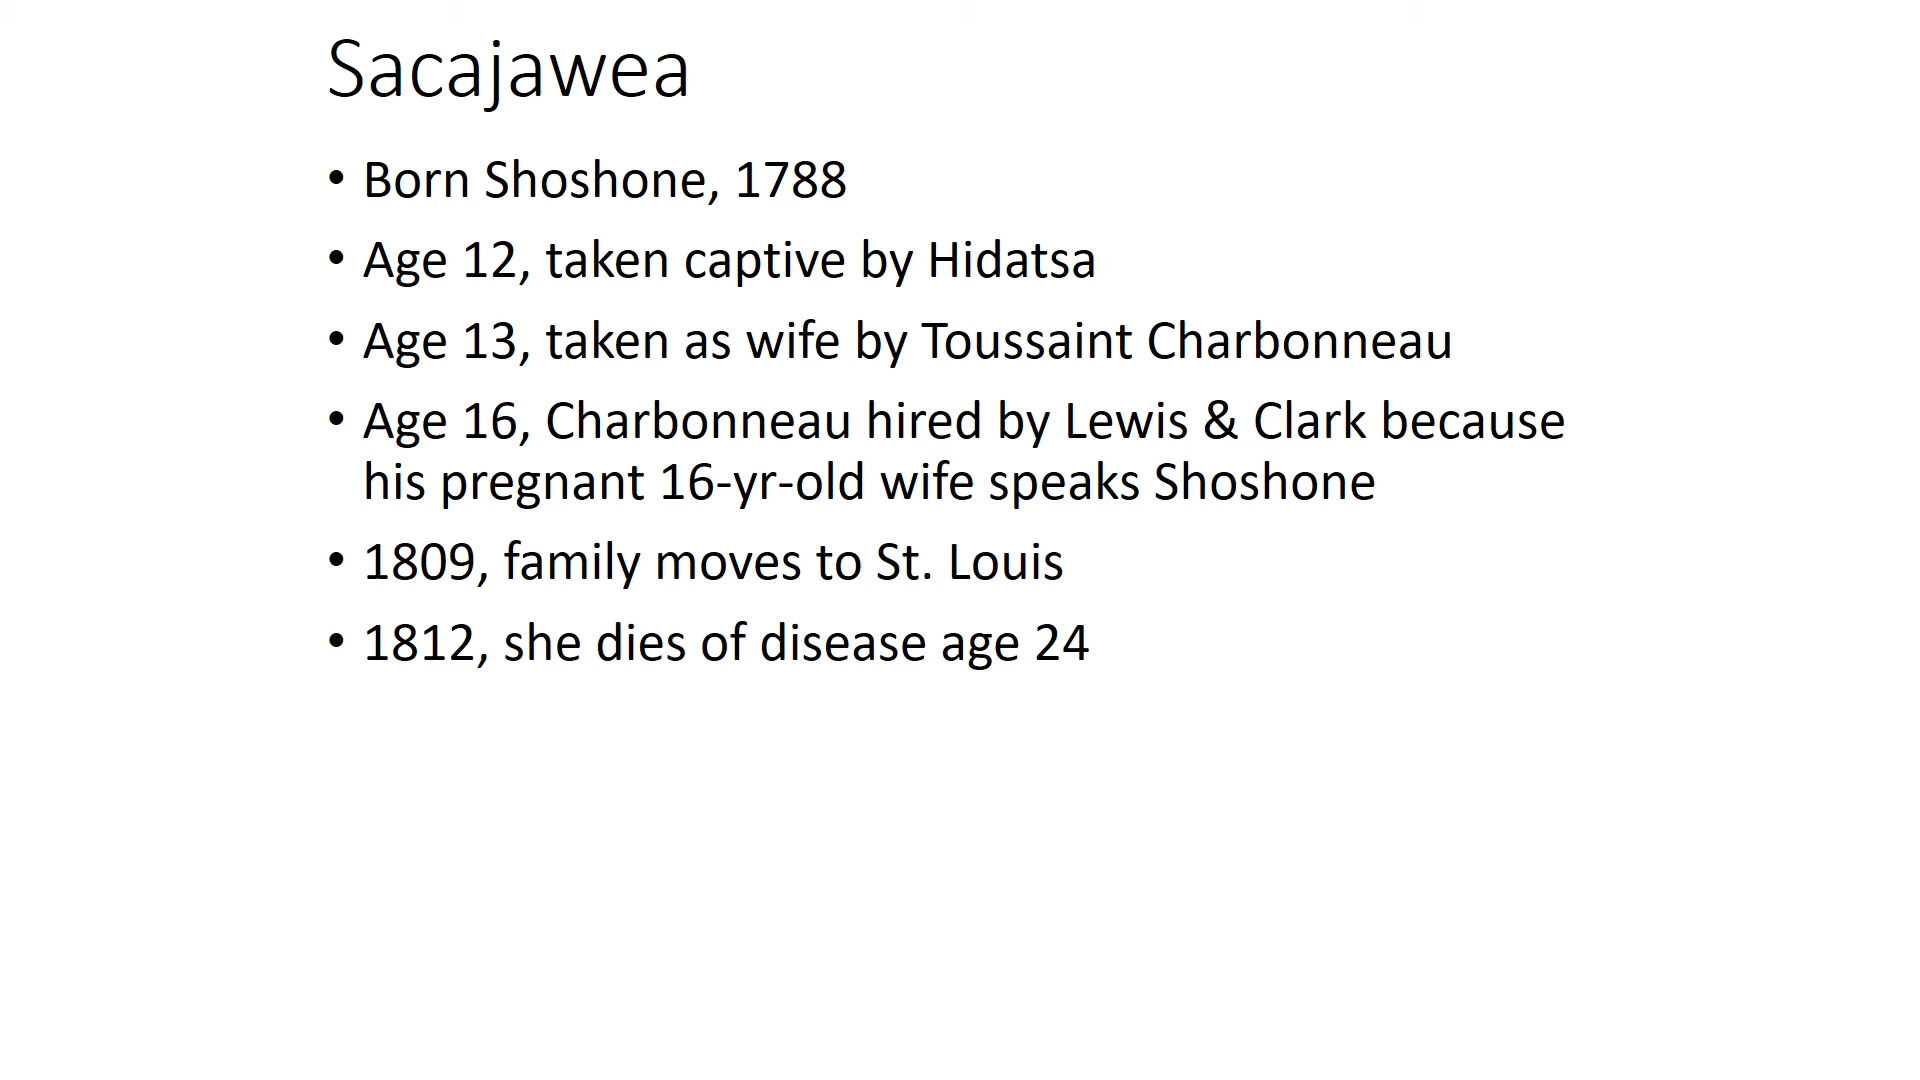 Sacajawea
• Born Shoshone, 1788
• Age 12, taken captive by Hidatsa
• Age 13, taken as wife by Toussaint Charbonneau
• Age 16, Charbonneau hired by Lewis & Clark because
his pregnant 16-yr-old wife speaks Shoshone
• 1809, family moves to St. Louis
• 1812, she dies of disease age 24